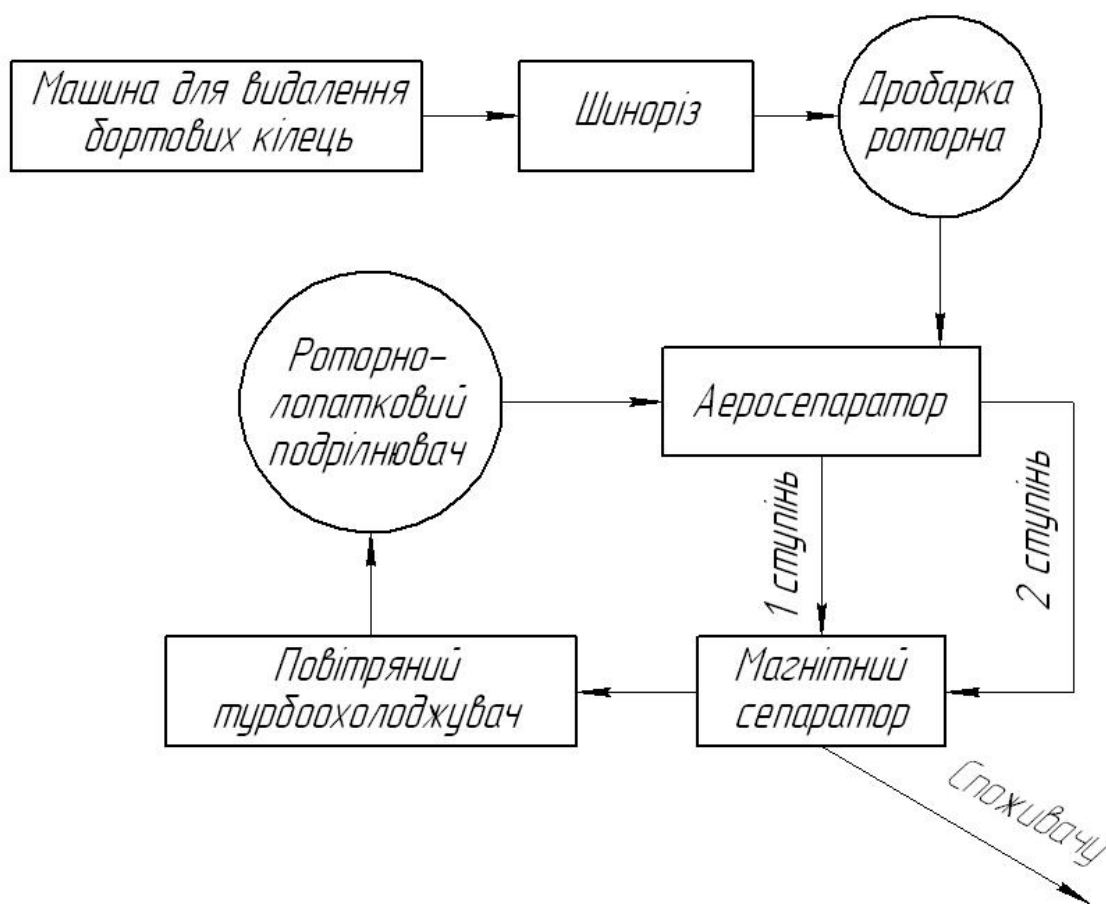 Машина для видалення
бортових кілець
Шиноріз
Дробарка
роторна
Роторно-
лопатковий
подрілнювач
Аеросепаратор
1 ступінь
2 ступінь
Повітряний
турбоохолоджувач
Магнітний
сепаратор
Споживачу